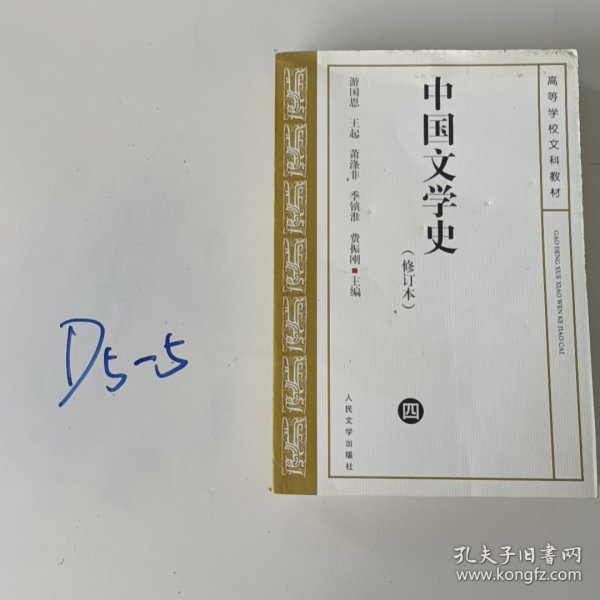 高等学校文科教材
GAO DENG XUE XIAO WEN KE JIAO CAI
中国文学史
(修订本)
四
游国恩 王起 萧涤非 季镇淮 费振刚 主编
人民文学出版社
D5-5
孔夫子旧书网
www.kongfz.com